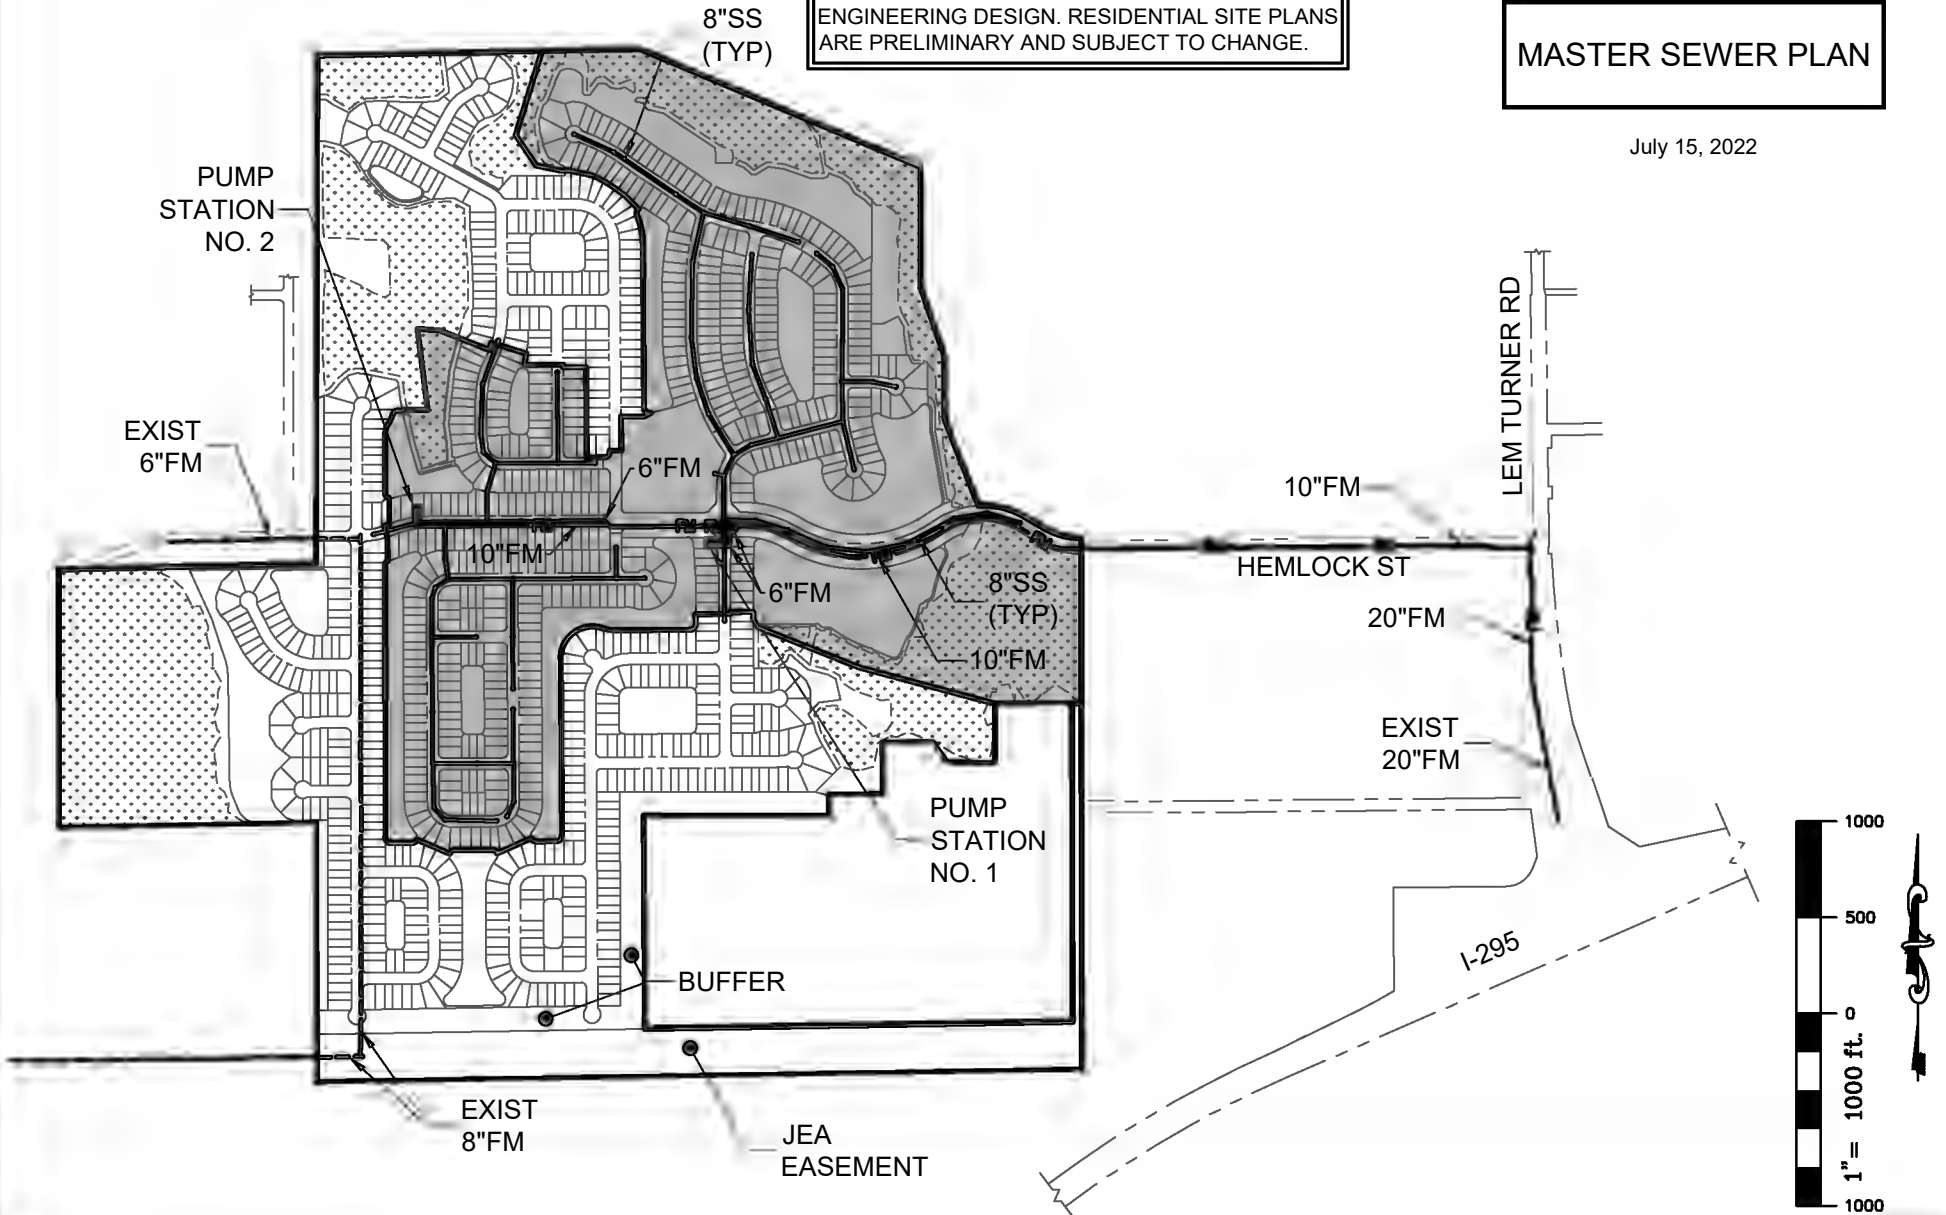 8"SS
(TYP)
ENGINEERING DESIGN. RESIDENTIAL SITE PLANS
ARE PRELIMINARY AND SUBJECT TO CHANGE.
MASTER SEWER PLAN
July 15, 2022
PUMP
STATION
NO. 2
LEM TURNER RD
EXIST
6"FM
6"FM
10"FM
10"FM
HEMLOCK ST
6"FM
8"SS
(TYP)
10"FM
20"FM
EXIST
20"FM
PUMP
STATION
NO. 1
I-295
BUFFER
EXIST
8"FM
JEA
EASEMENT
1000
500
0
1" = 1000 ft.
1000